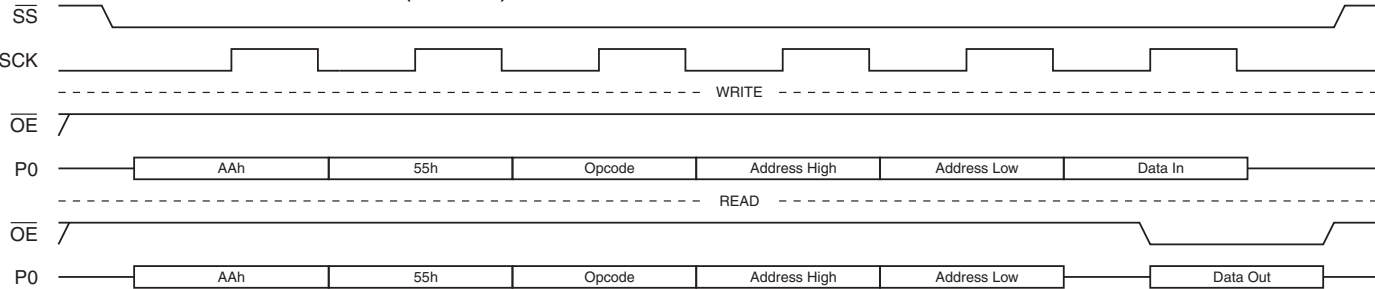 SS
SCK
WRITE
OE
P0 AAh 55h Opcode Address High Address Low Data In
READ
OE
P0 AAh 55h Opcode Address High Address Low Data Out